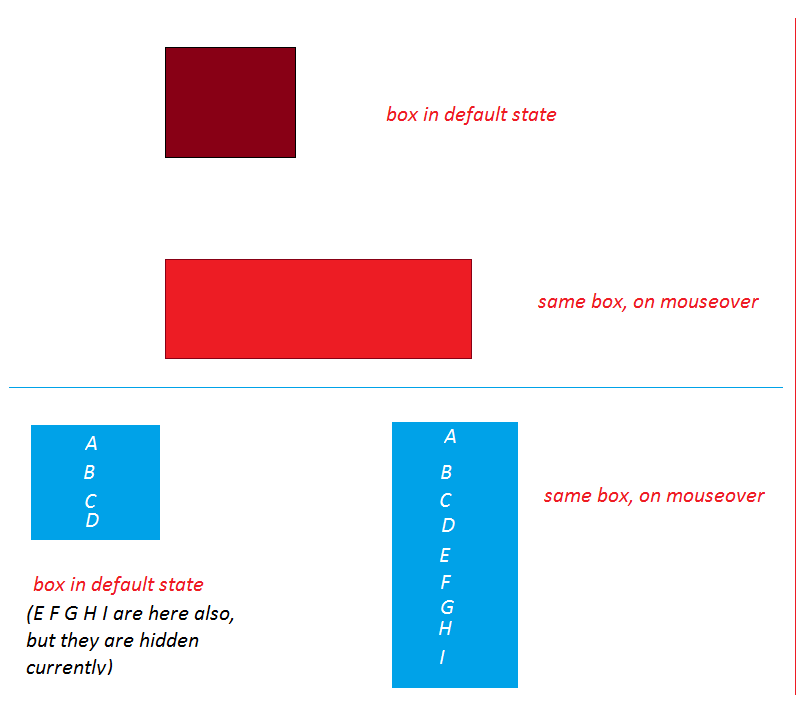 box in default state
same box, on mouseover
A
B
C
D
box in default state
(E F G H I are here also,
but they are hidden
currently)
A
B
C
D
E
F
G
H
I
same box, on mouseover